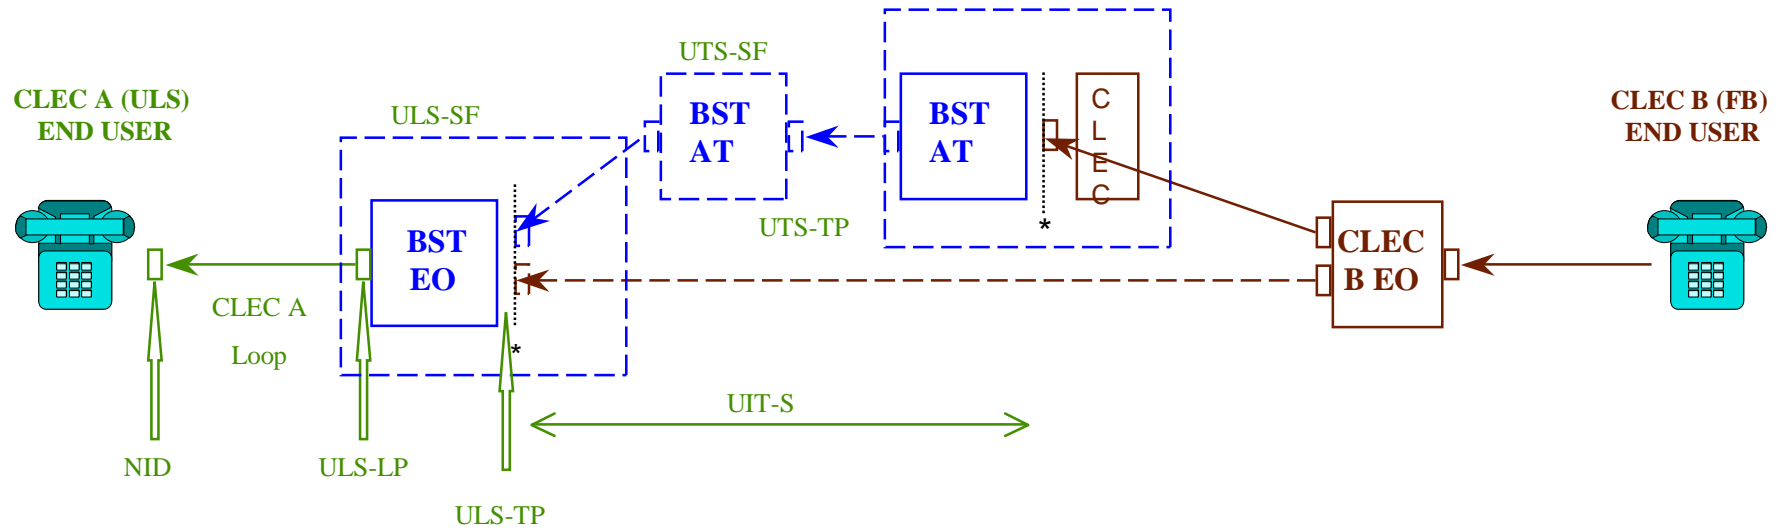 UTS-SF
CLEC A (ULS)
END USER
ULS-SF
BST
AT
BST
AT
C
L
E
C
CLEC B (FB)
END USER
UTS-TP
*
BST
EO
CLEC
B EO
CLEC A
Loop
*
UIT-S
NID
ULS-LP
ULS-TP